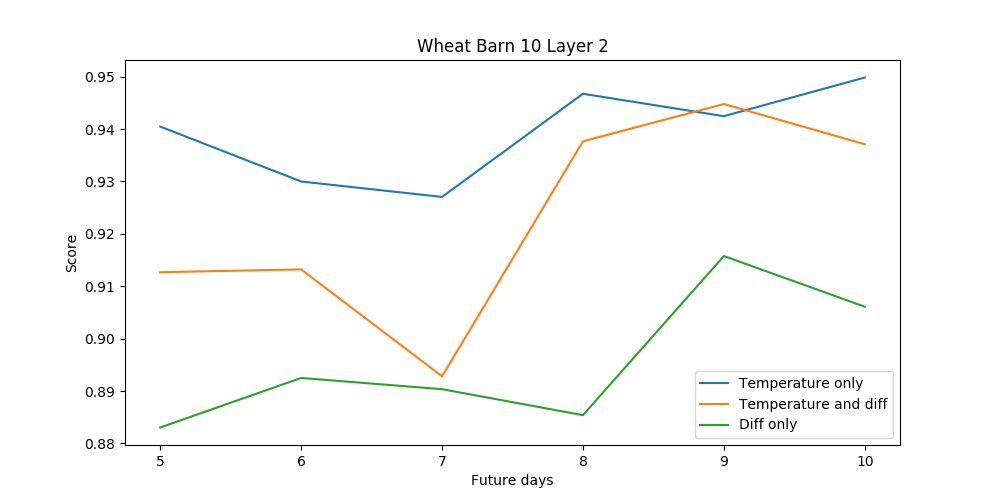 Wheat Barn 10 Layer 2
Score
0.95
0.94
0.93
0.92
0.91
0.90
0.89
0.88
5 6 7 8 9 10
Future days
Temperature only
Temperature and diff
Diff only